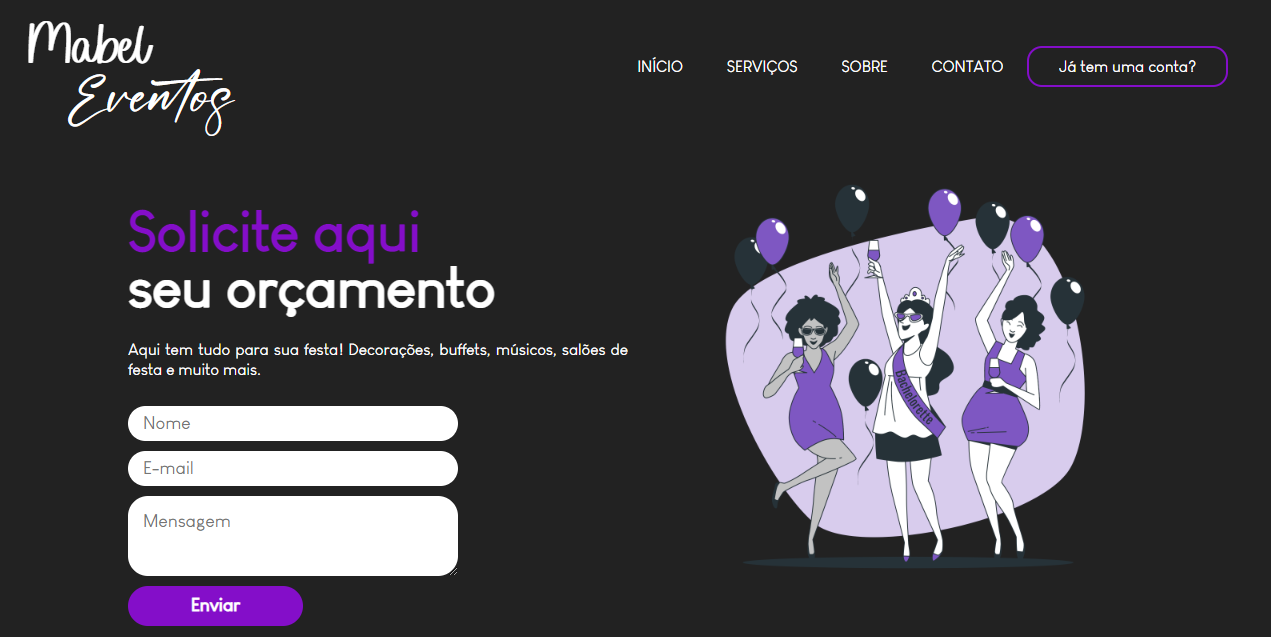 Mabel
Eventos
INÍCIO SERVIÇOS SOBRE CONTATO Já tem uma conta?
Solicite aqui
seu orçamento
Aqui tem tudo para sua festa! Decorações, buffets, músicos, salões de
festa e muito mais.
Nome
E-mail
Mensagem
Enviar
Bachelorette